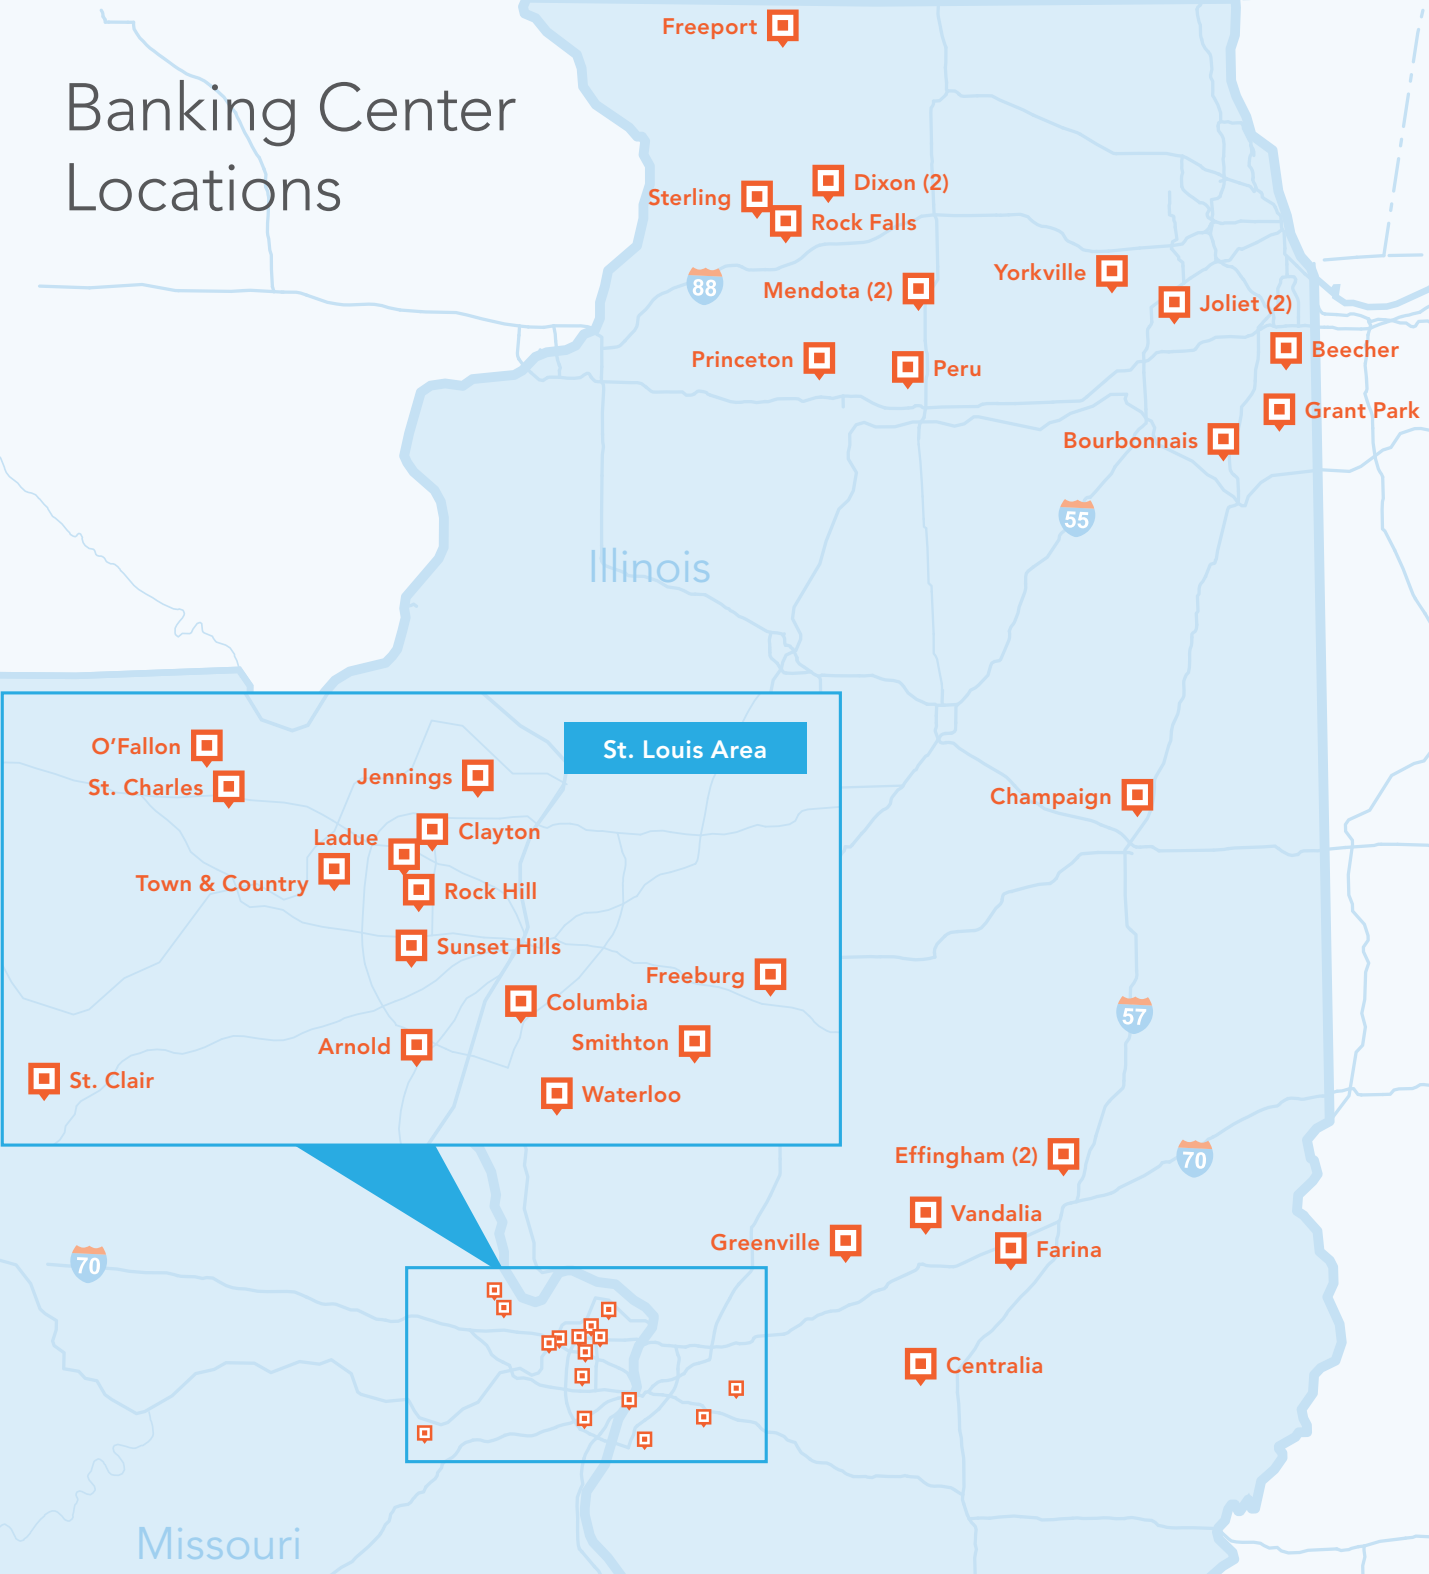 Banking Center
Locations
Freeport
Dixon (2)
Sterling
Rock Falls
Yorkville
88
Mendota (2)
Joliet (2)
Beecher
Princeton
Peru
Grant Park
Bourbonnais
55
Illinois
St. Louis Area
O’Fallon
St. Charles
Jennings
Clayton
Ladue
Town & Country
Rock Hill
Sunset Hills
Freeburg
Columbia
Smithton
Arnold
St. Clair
Waterloo
Champaign
57
Effingham (2)
70
Vandalia
Greenville
Farina
70
Centralia
Missouri